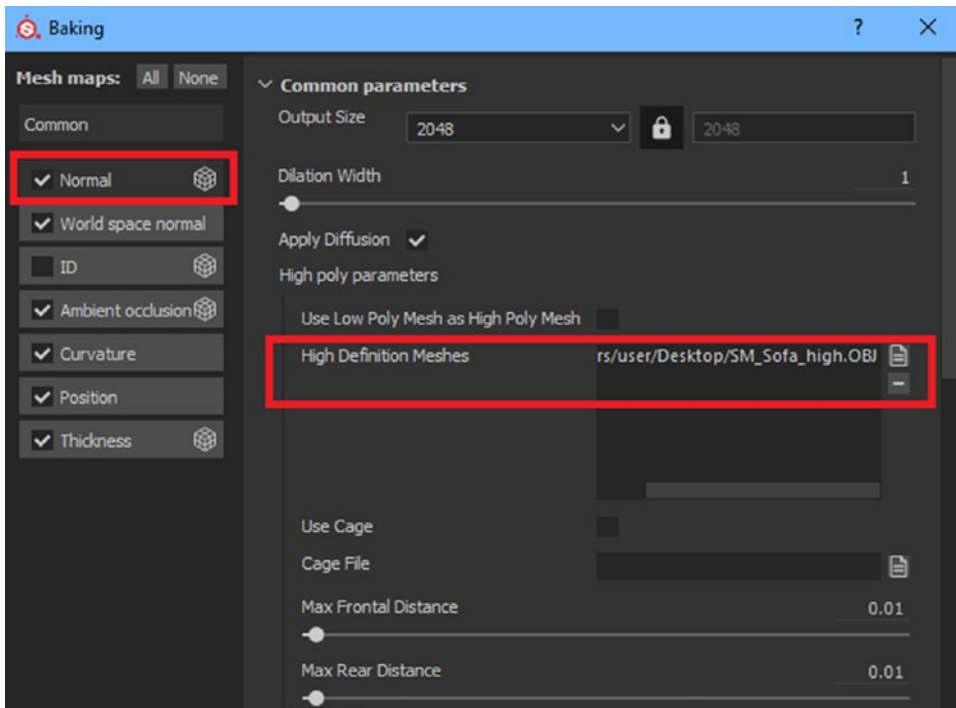 Baking
?
Mesh maps: All None
Common
Normal
World space normal
ID
Ambient occlusion
Curvature
Position
Thickness
Common parameters
Output Size 2048 2048
Dilation Width 1
Apply Diffusion
High poly parameters
Use Low Poly Mesh as High Poly Mesh
High Definition Meshes rs/user/Desktop/SM_Sofa_high.OBJ
Use Cage
Cage File
Max Frontal Distance 0.01
Max Rear Distance 0.01